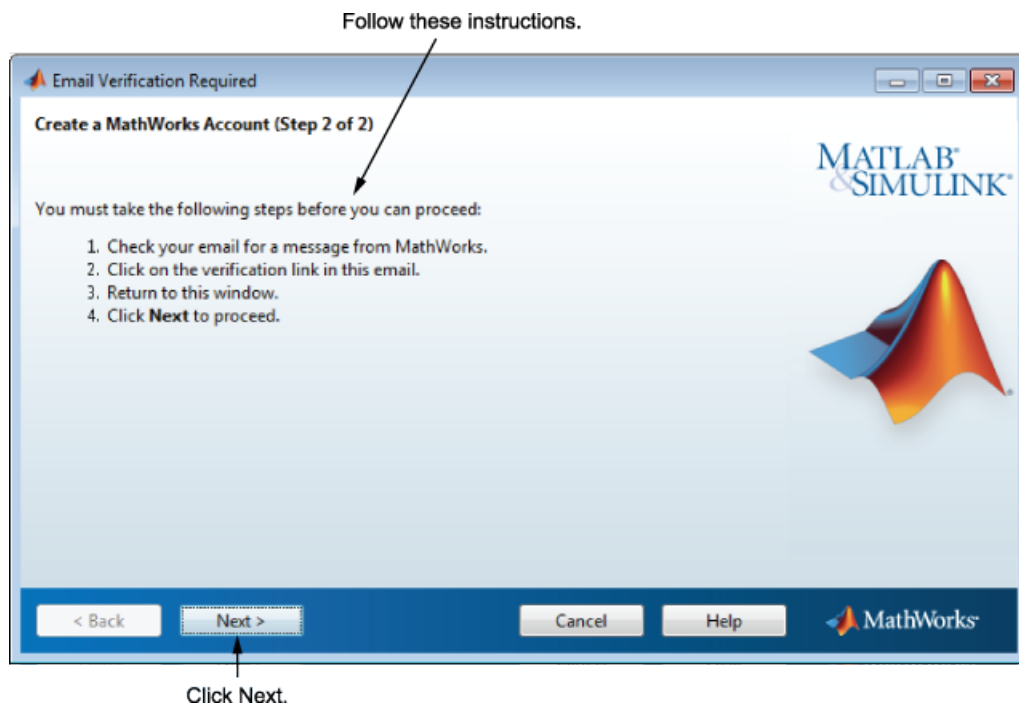 Follow these instructions.
Email Verification Required
Create a MathWorks Account (Step 2 of 2)
MATLAB®
&SIMULINK®
You must take the following steps before you can proceed:
1. Check your email for a message from MathWorks.
2. Click on the verification link in this email.
3. Return to this window.
4. Click Next to proceed.
< Back Next > Cancel Help MathWorks®
Click Next.